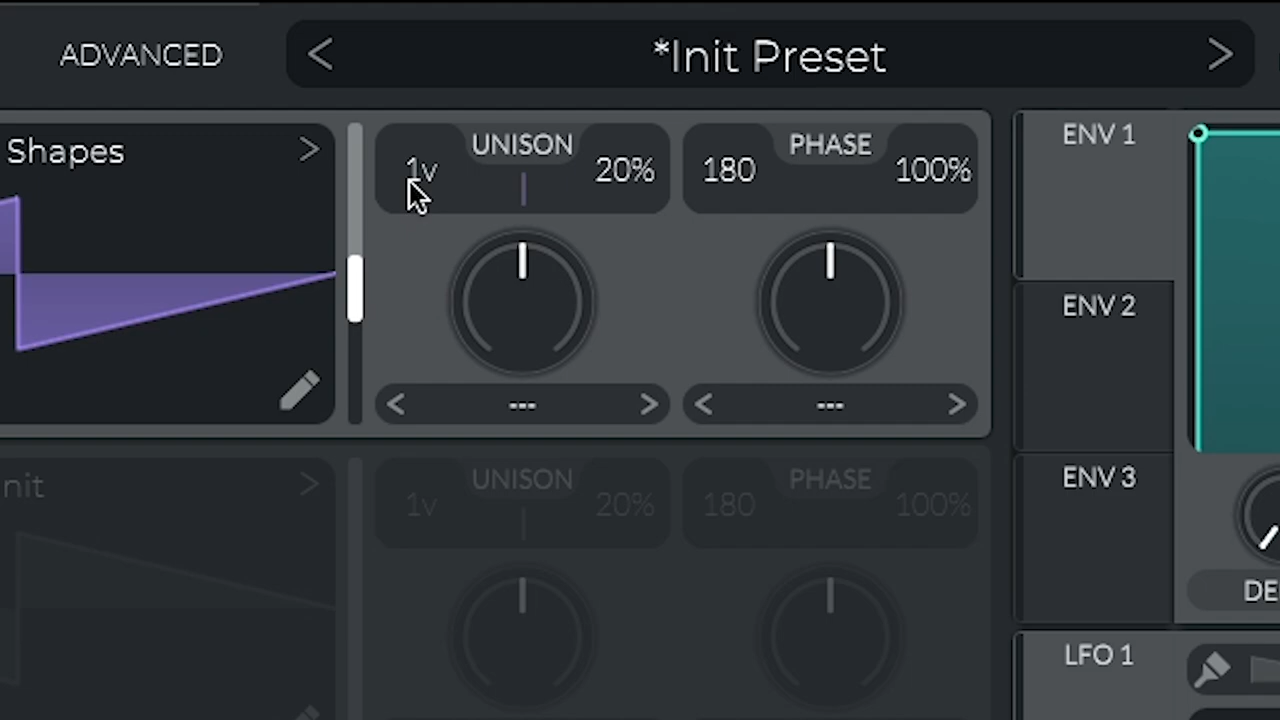 ADVANCED
< *Init Preset >
Shapes >
UNISON
1v 20%
PHASE
180 100%
< --- >
< --- >
ENV 1
ENV 2
ENV 3
nit >
UNISON
1v 20%
PHASE
180 100%
DE
LFO 1